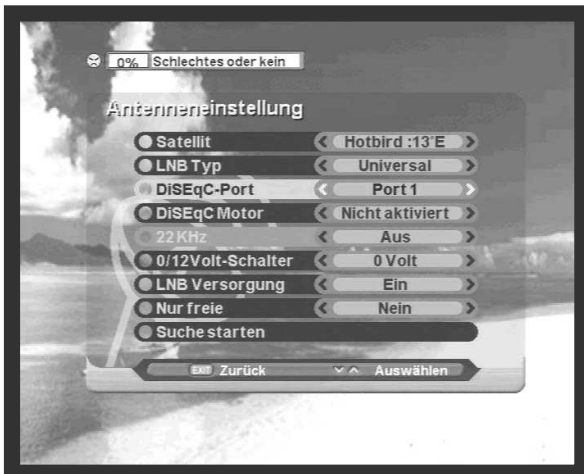 0% Schlechtes oder kein
Antenneneinstellung
Satellit Hotbird :13°E
LNB Typ Universal
DiSEqC-Port Port 1
DiSEqC Motor Nicht aktiviert
22 KHz Aus
0/12Volt-Schalter 0 Volt
LNB Versorgung Ein
Nur freie Nein
Suche starten
EXIT Zurück Auswählen